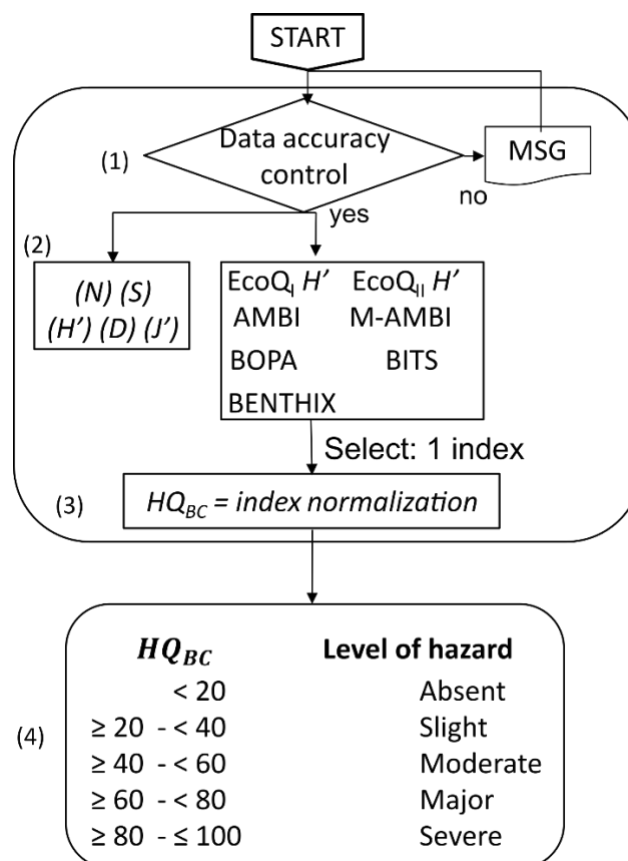 START
(1)
Data accuracy
control
MSG
no
yes
(2)
(N) (S)
(H') (D) (J')
EcoQI H' EcoQII H'
AMBI M-AMBI
BOPA BITS
BENTHIX
Select: 1 index
(3)
HQBC = index normalization
(4)
HQBC Level of hazard
< 20 Absent
≥ 20 - < 40 Slight
≥ 40 - < 60 Moderate
≥ 60 - < 80 Major
≥ 80 - ≤ 100 Severe